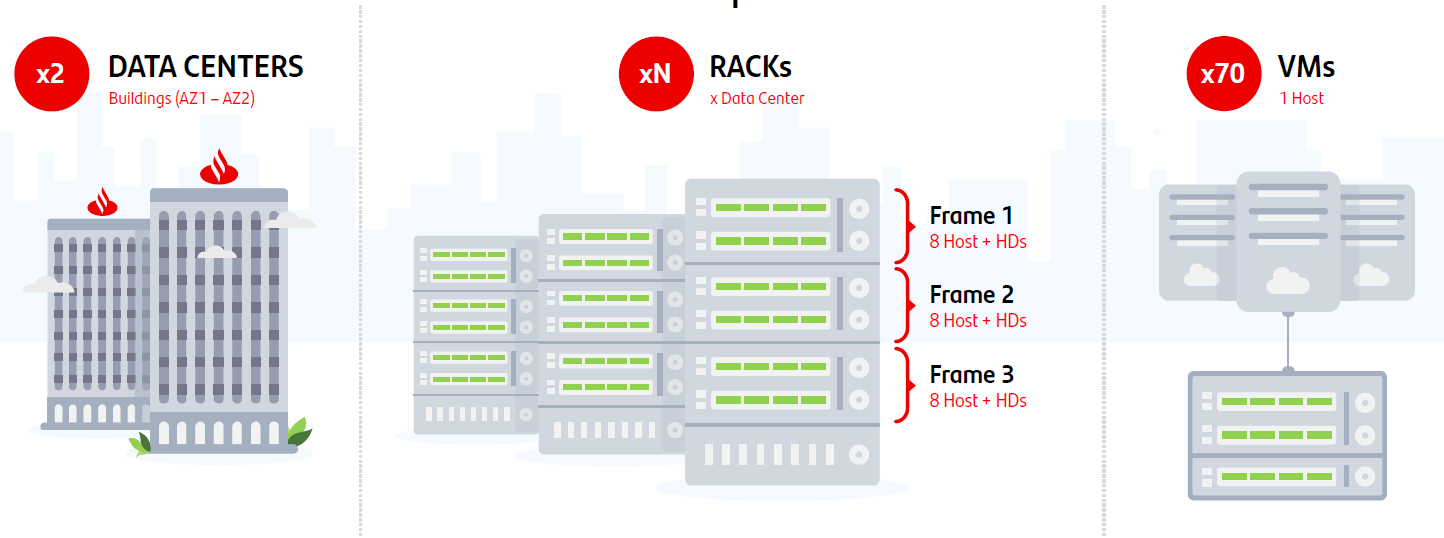 x2
DATA CENTERS
Buildings (AZ1 – AZ2)
xN
RACKs
x Data Center
Frame 1
8 Host + HDs
Frame 2
8 Host + HDs
Frame 3
8 Host + HDs
x70
VMs
1 Host